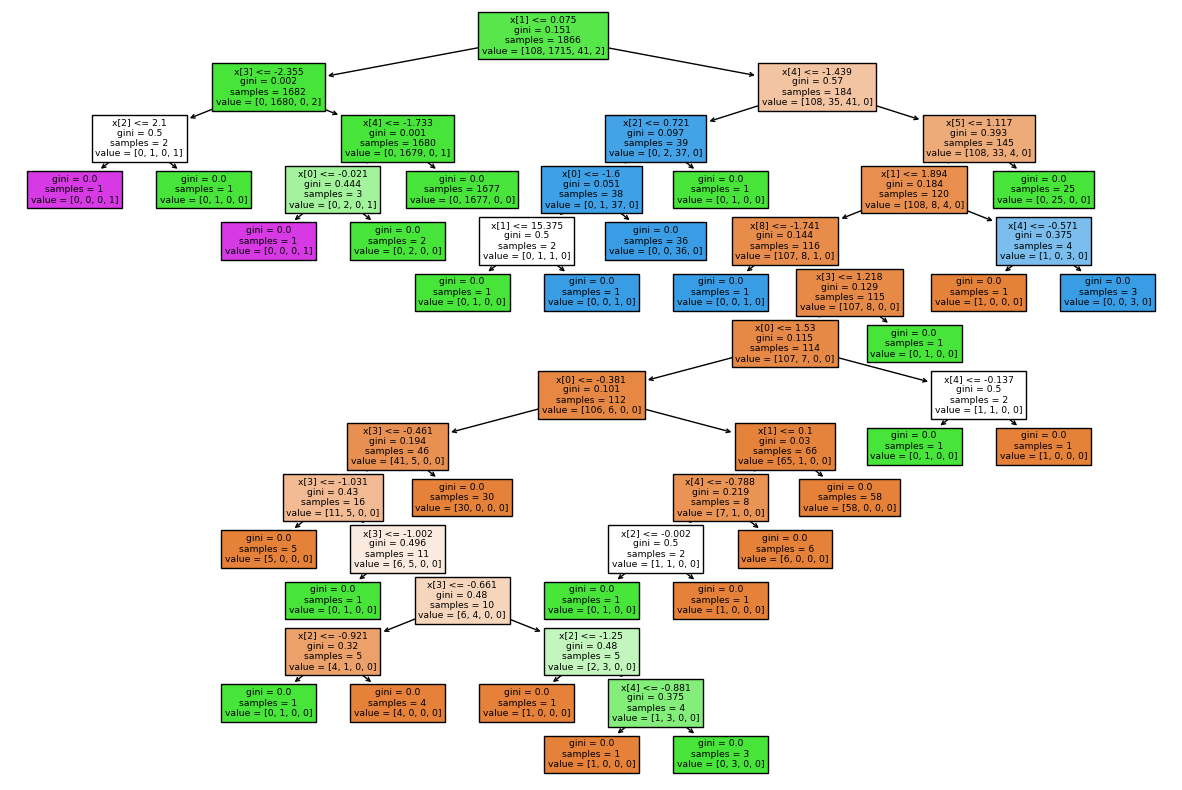 x[1] <= 0.075
gini = 0.151
samples = 1866
value = [108, 1715, 41, 2]
x[3] <= -2.355
gini = 0.002
samples = 1682
value = [0, 1680, 0, 2]
x[4] <= -1.439
gini = 0.57
samples = 184
value = [108, 35, 41, 0]
x[2] <= 2.1
gini = 0.5
samples = 2
value = [0, 1, 0, 1]
x[4] <= -1.733
gini = 0.001
samples = 1680
value = [0, 1679, 0, 1]
x[2] <= 0.721
gini = 0.097
samples = 39
value = [0, 2, 37, 0]
x[5] <= 1.117
gini = 0.393
samples = 145
value = [108, 33, 4, 0]
gini = 0.0
samples = 1
value = [0, 0, 0, 1]
gini = 0.0
samples = 1
value = [0, 1, 0, 0]
x[0] <= -0.021
gini = 0.444
samples = 3
value = [0, 2, 0, 1]
gini = 0.0
samples = 1677
value = [0, 1677, 0, 0]
x[0] <= -1.6
gini = 0.051
samples = 38
value = [0, 1, 37, 0]
gini = 0.0
samples = 1
value = [0, 1, 0, 0]
x[1] <= 1.894
gini = 0.184
samples = 120
value = [108, 8, 4, 0]
gini = 0.0
samples = 25
value = [0, 25, 0, 0]
gini = 0.0
samples = 1
value = [0, 0, 0, 1]
gini = 0.0
samples = 2
value = [0, 2, 0, 0]
x[1] <= 15.375
gini = 0.5
samples = 2
value = [0, 1, 1, 0]
gini = 0.0
samples = 36
value = [0, 0, 36, 0]
x[8] <= -1.741
gini = 0.144
samples = 116
value = [107, 8, 1, 0]
x[4] <= -0.571
gini = 0.375
samples = 4
value = [1, 0, 3, 0]
gini = 0.0
samples = 1
value = [0, 1, 0, 0]
gini = 0.0
samples = 1
value = [0, 0, 1, 0]
gini = 0.0
samples = 1
value = [0, 0, 1, 0]
x[3] <= 1.218
gini = 0.129
samples = 115
value = [107, 8, 0, 0]
gini = 0.0
samples = 1
value = [1, 0, 0, 0]
gini = 0.0
samples = 3
value = [0, 0, 3, 0]
x[0] <= 1.53
gini = 0.115
samples = 114
value = [107, 7, 0, 0]
gini = 0.0
samples = 1
value = [0, 1, 0, 0]
x[0] <= -0.381
gini = 0.101
samples = 112
value = [106, 6, 0, 0]
x[4] <= -0.137
gini = 0.5
samples = 2
value = [1, 1, 0, 0]
x[3] <= -0.461
gini = 0.194
samples = 46
value = [41, 5, 0, 0]
x[1] <= 0.1
gini = 0.03
samples = 66
value = [65, 1, 0, 0]
gini = 0.0
samples = 1
value = [0, 1, 0, 0]
gini = 0.0
samples = 1
value = [1, 0, 0, 0]
x[3] <= -1.031
gini = 0.43
samples = 16
value = [11, 5, 0, 0]
gini = 0.0
samples = 30
value = [30, 0, 0, 0]
x[4] <= -0.788
gini = 0.219
samples = 8
value = [7, 1, 0, 0]
gini = 0.0
samples = 58
value = [58, 0, 0, 0]
gini = 0.0
samples = 5
value = [5, 0, 0, 0]
x[3] <= -1.002
gini = 0.496
samples = 11
value = [6, 5, 0, 0]
x[2] <= -0.002
gini = 0.5
samples = 2
value = [1, 1, 0, 0]
gini = 0.0
samples = 6
value = [6, 0, 0, 0]
gini = 0.0
samples = 1
value = [0, 1, 0, 0]
x[3] <= -0.661
gini = 0.48
samples = 10
value = [6, 4, 0, 0]
gini = 0.0
samples = 1
value = [0, 1, 0, 0]
gini = 0.0
samples = 1
value = [1, 0, 0, 0]
x[2] <= -0.921
gini = 0.32
samples = 5
value = [4, 1, 0, 0]
x[2] <= -1.25
gini = 0.48
samples = 5
value = [2, 3, 0, 0]
gini = 0.0
samples = 1
value = [0, 1, 0, 0]
gini = 0.0
samples = 4
value = [4, 0, 0, 0]
gini = 0.0
samples = 1
value = [1, 0, 0, 0]
x[4] <= -0.881
gini = 0.375
samples = 4
value = [1, 3, 0, 0]
gini = 0.0
samples = 1
value = [1, 0, 0, 0]
gini = 0.0
samples = 3
value = [0, 3, 0, 0]